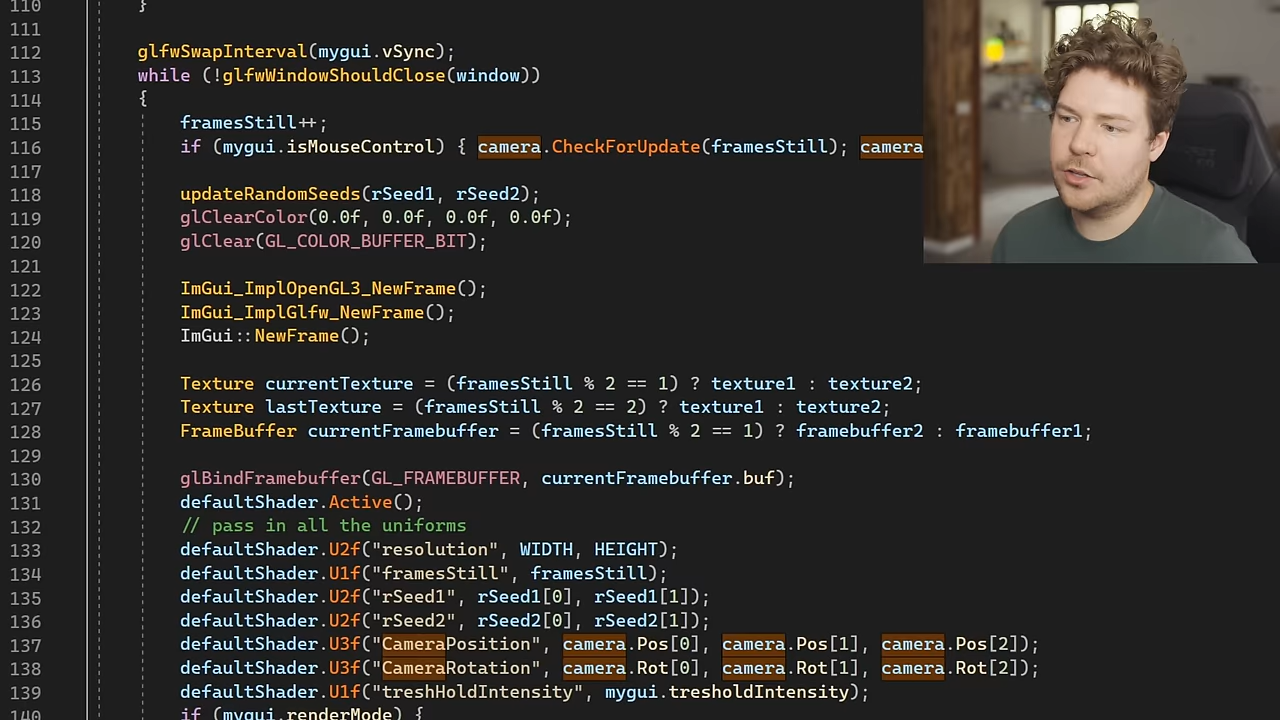 110 }
111
112 glfwSwapInterval(mygui.vSync);
113 while (!glfwWindowShouldClose(window))
114 {
115 framesStill++;
116 if (mygui.isMouseControl) { camera.CheckForUpdate(framesStill); camera
117
118 updateRandomSeeds(rSeed1, rSeed2);
119 glClearColor(0.0f, 0.0f, 0.0f, 0.0f);
120 glClear(GL_COLOR_BUFFER_BIT);
121
122 ImGui_ImplOpenGL3_NewFrame();
123 ImGui_ImplGlfw_NewFrame();
124 ImGui::NewFrame();
125
126 Texture currentTexture = (framesStill % 2 == 1) ? texture1 : texture2;
127 Texture lastTexture = (framesStill % 2 == 2) ? texture1 : texture2;
128 FrameBuffer currentFramebuffer = (framesStill % 2 == 1) ? framebuffer2 : framebuffer1;
129
130 glBindFramebuffer(GL_FRAMEBUFFER, currentFramebuffer.buf);
131 defaultShader.Active();
132 // pass in all the uniforms
133 defaultShader.U2f("resolution", WIDTH, HEIGHT);
134 defaultShader.U1f("framesStill", framesStill);
135 defaultShader.U2f("rSeed1", rSeed1[0], rSeed1[1]);
136 defaultShader.U2f("rSeed2", rSeed2[0], rSeed2[1]);
137 defaultShader.U3f("CameraPosition", camera.Pos[0], camera.Pos[1], camera.Pos[2]);
138 defaultShader.U3f("CameraRotation", camera.Rot[0], camera.Rot[1], camera.Rot[2]);
139 defaultShader.U1f("treshHoldIntensity", mygui.tresholdIntensity);
140 if (mygui.renderMode) {